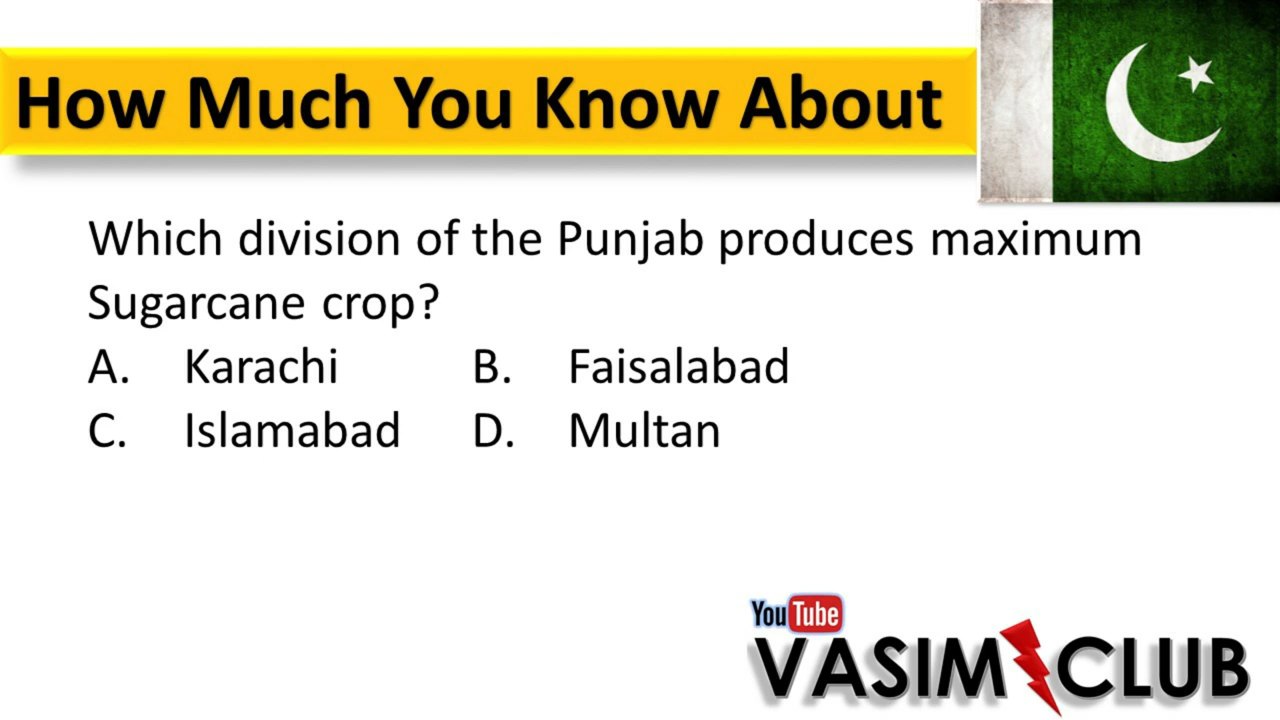 How Much You Know About
Which division of the Punjab produces maximum
Sugarcane crop?
A. Karachi B. Faisalabad
C. Islamabad D. Multan
YouTube
VASIM CLUB